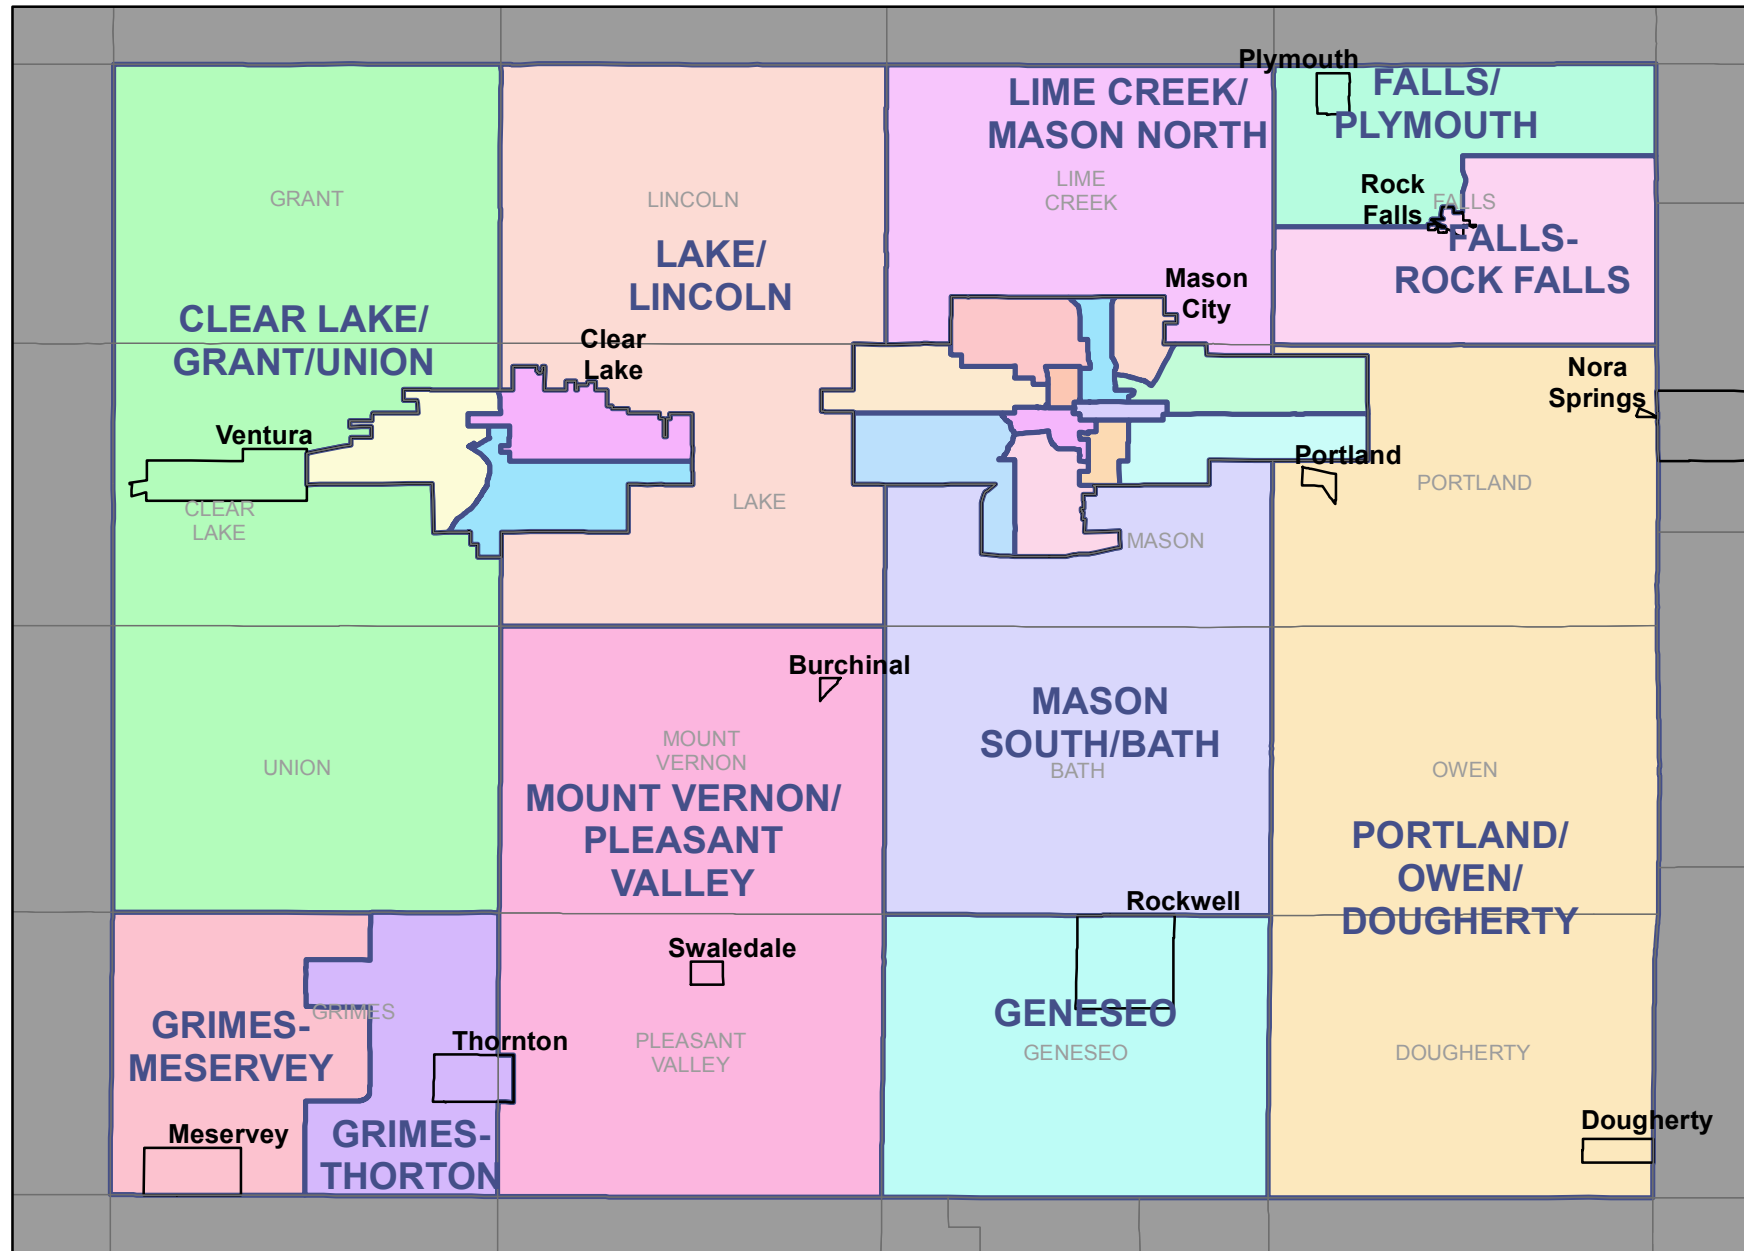 Plymouth
FALLS/
PLYMOUTH
LIME CREEK/
MASON NORTH
LIME
CREEK
GRANT
LINCOLN
Rock
Falls
FALLS
FALLS-
ROCK FALLS
LAKE/
LINCOLN
Mason
City
CLEAR LAKE/
GRANT/UNION
Clear
Lake
Nora
Springs
Ventura
Portland
PORTLAND
CLEAR
LAKE
LAKE
MASON
Burchinal
MASON
SOUTH/BATH
BATH
MOUNT
VERNON
UNION
OWEN
MOUNT VERNON/
PLEASANT
VALLEY
PORTLAND/
OWEN/
DOUGHERTY
Rockwell
Swaledale
GRIMES
GRIMES-
MESERVEY
GENESEO
GENESEO
Thornton
PLEASANT
VALLEY
DOUGHERTY
Meservey
GRIMES-
THORTON
Dougherty